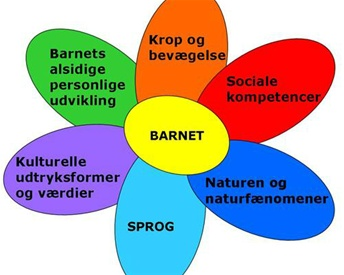 Krop og
bevægelse
Barnets
alsidige
personlige
udvikling
Sociale
kompetencer
BARNET
Kulturelle
udtryksformer
og værdier
Naturen og
naturfænomener
SPROG